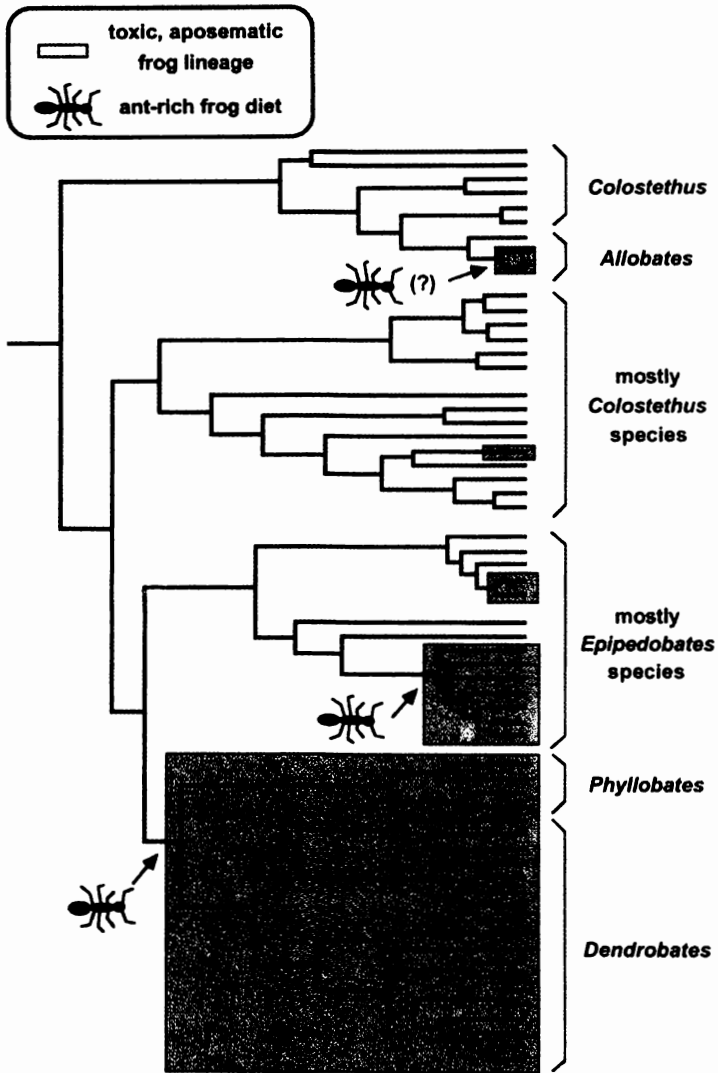 toxic, aposematic
frog lineage
ant-rich frog diet
Colostethus
Allobates
(?)
mostly
Colostethus
species
mostly
Epipedobates
species
Phyllobates
Dendrobates